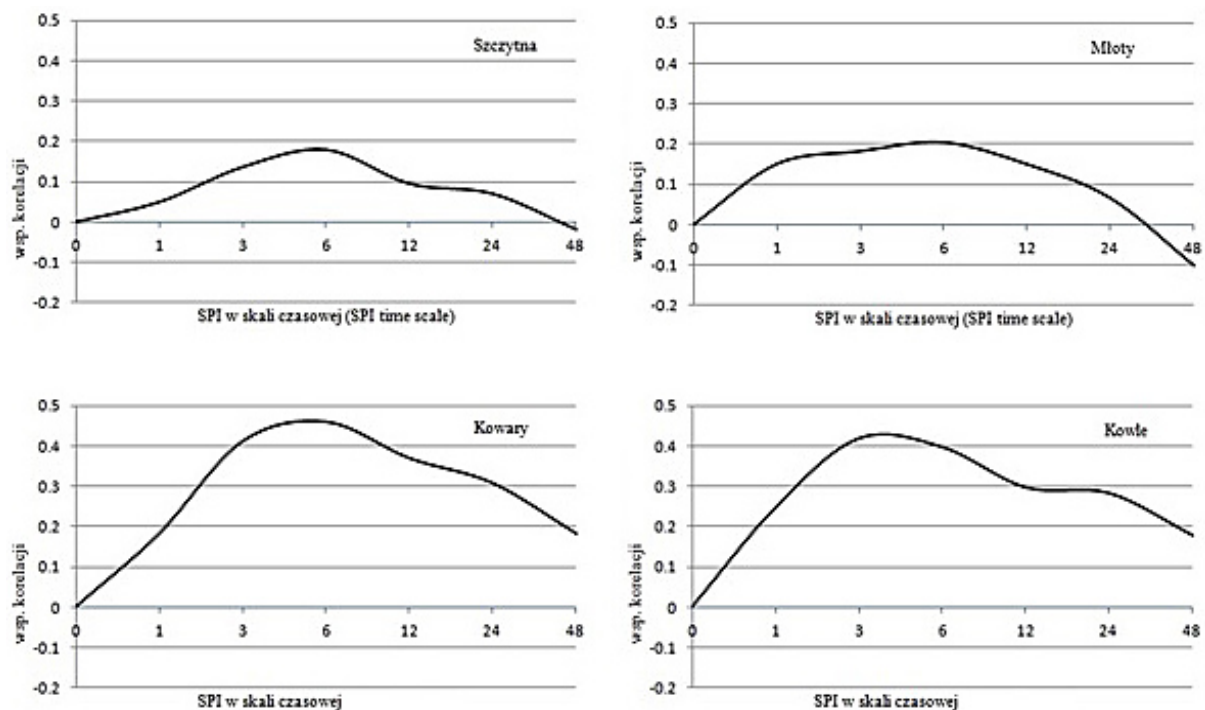 0.5
0.4
0.3
0.2
0.1
0
-0.1
-0.2
wsp. korelacji
Szczytna
0 1 3 6 12 24 48
SPI w skali czasowej (SPI time scale)
0.5
0.4
0.3
0.2
0.1
0
-0.1
-0.2
wsp. korelacji
Młoty
0 1 3 6 12 24 48
SPI w skali czasowej (SPI time scale)
0.5
0.4
0.3
0.2
0.1
0
-0.1
-0.2
wsp. korelacji
Kowary
0 1 3 6 12 24 48
SPI w skali czasowej
0.5
0.4
0.3
0.2
0.1
0
-0.1
-0.2
wsp. korelacji
Kowle
0 1 3 6 12 24 48
SPI w skali czasowej